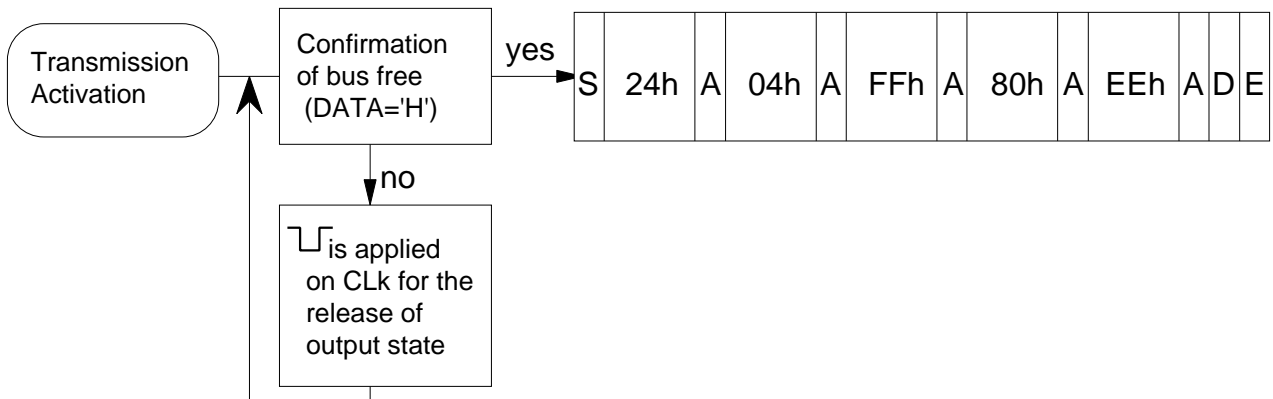 Transmission
Activation
Confirmation
of bus free
(DATA='H')
yes
S 24h A 04h A FFh A 80h A EEh A D E
no
is applied
on CLk for the
release of
output state